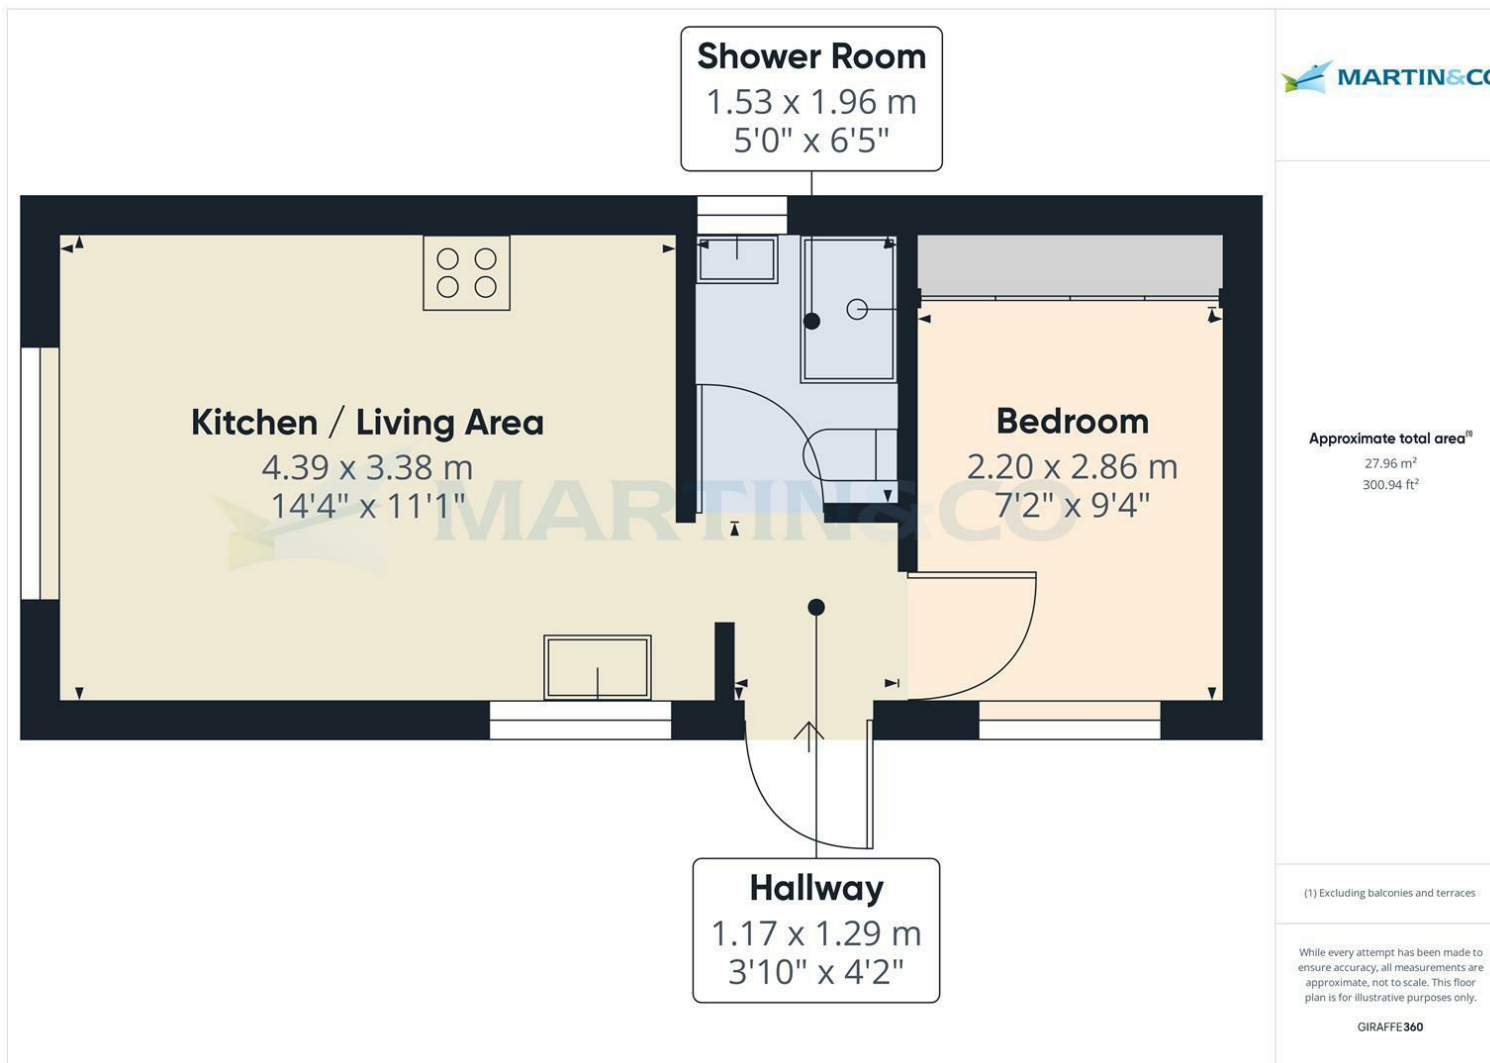 Shower Room
1.53 x 1.96 m
5'0" x 6'5"
MARTIN&CO
Kitchen / Living Area
4.39 x 3.38 m
14'4" x 11'1"
Bedroom
2.20 x 2.86 m
7'2" x 9'4"
MARTIN&CO
Hallway
1.17 x 1.29 m
3'10" x 4'2"
Approximate total area(1)
27.96 m²
300.94 ft²
(1) Excluding balconies and terraces
While every attempt has been made to
ensure accuracy, all measurements are
approximate, not to scale. This floor
plan is for illustrative purposes only.
GIRAFFE360